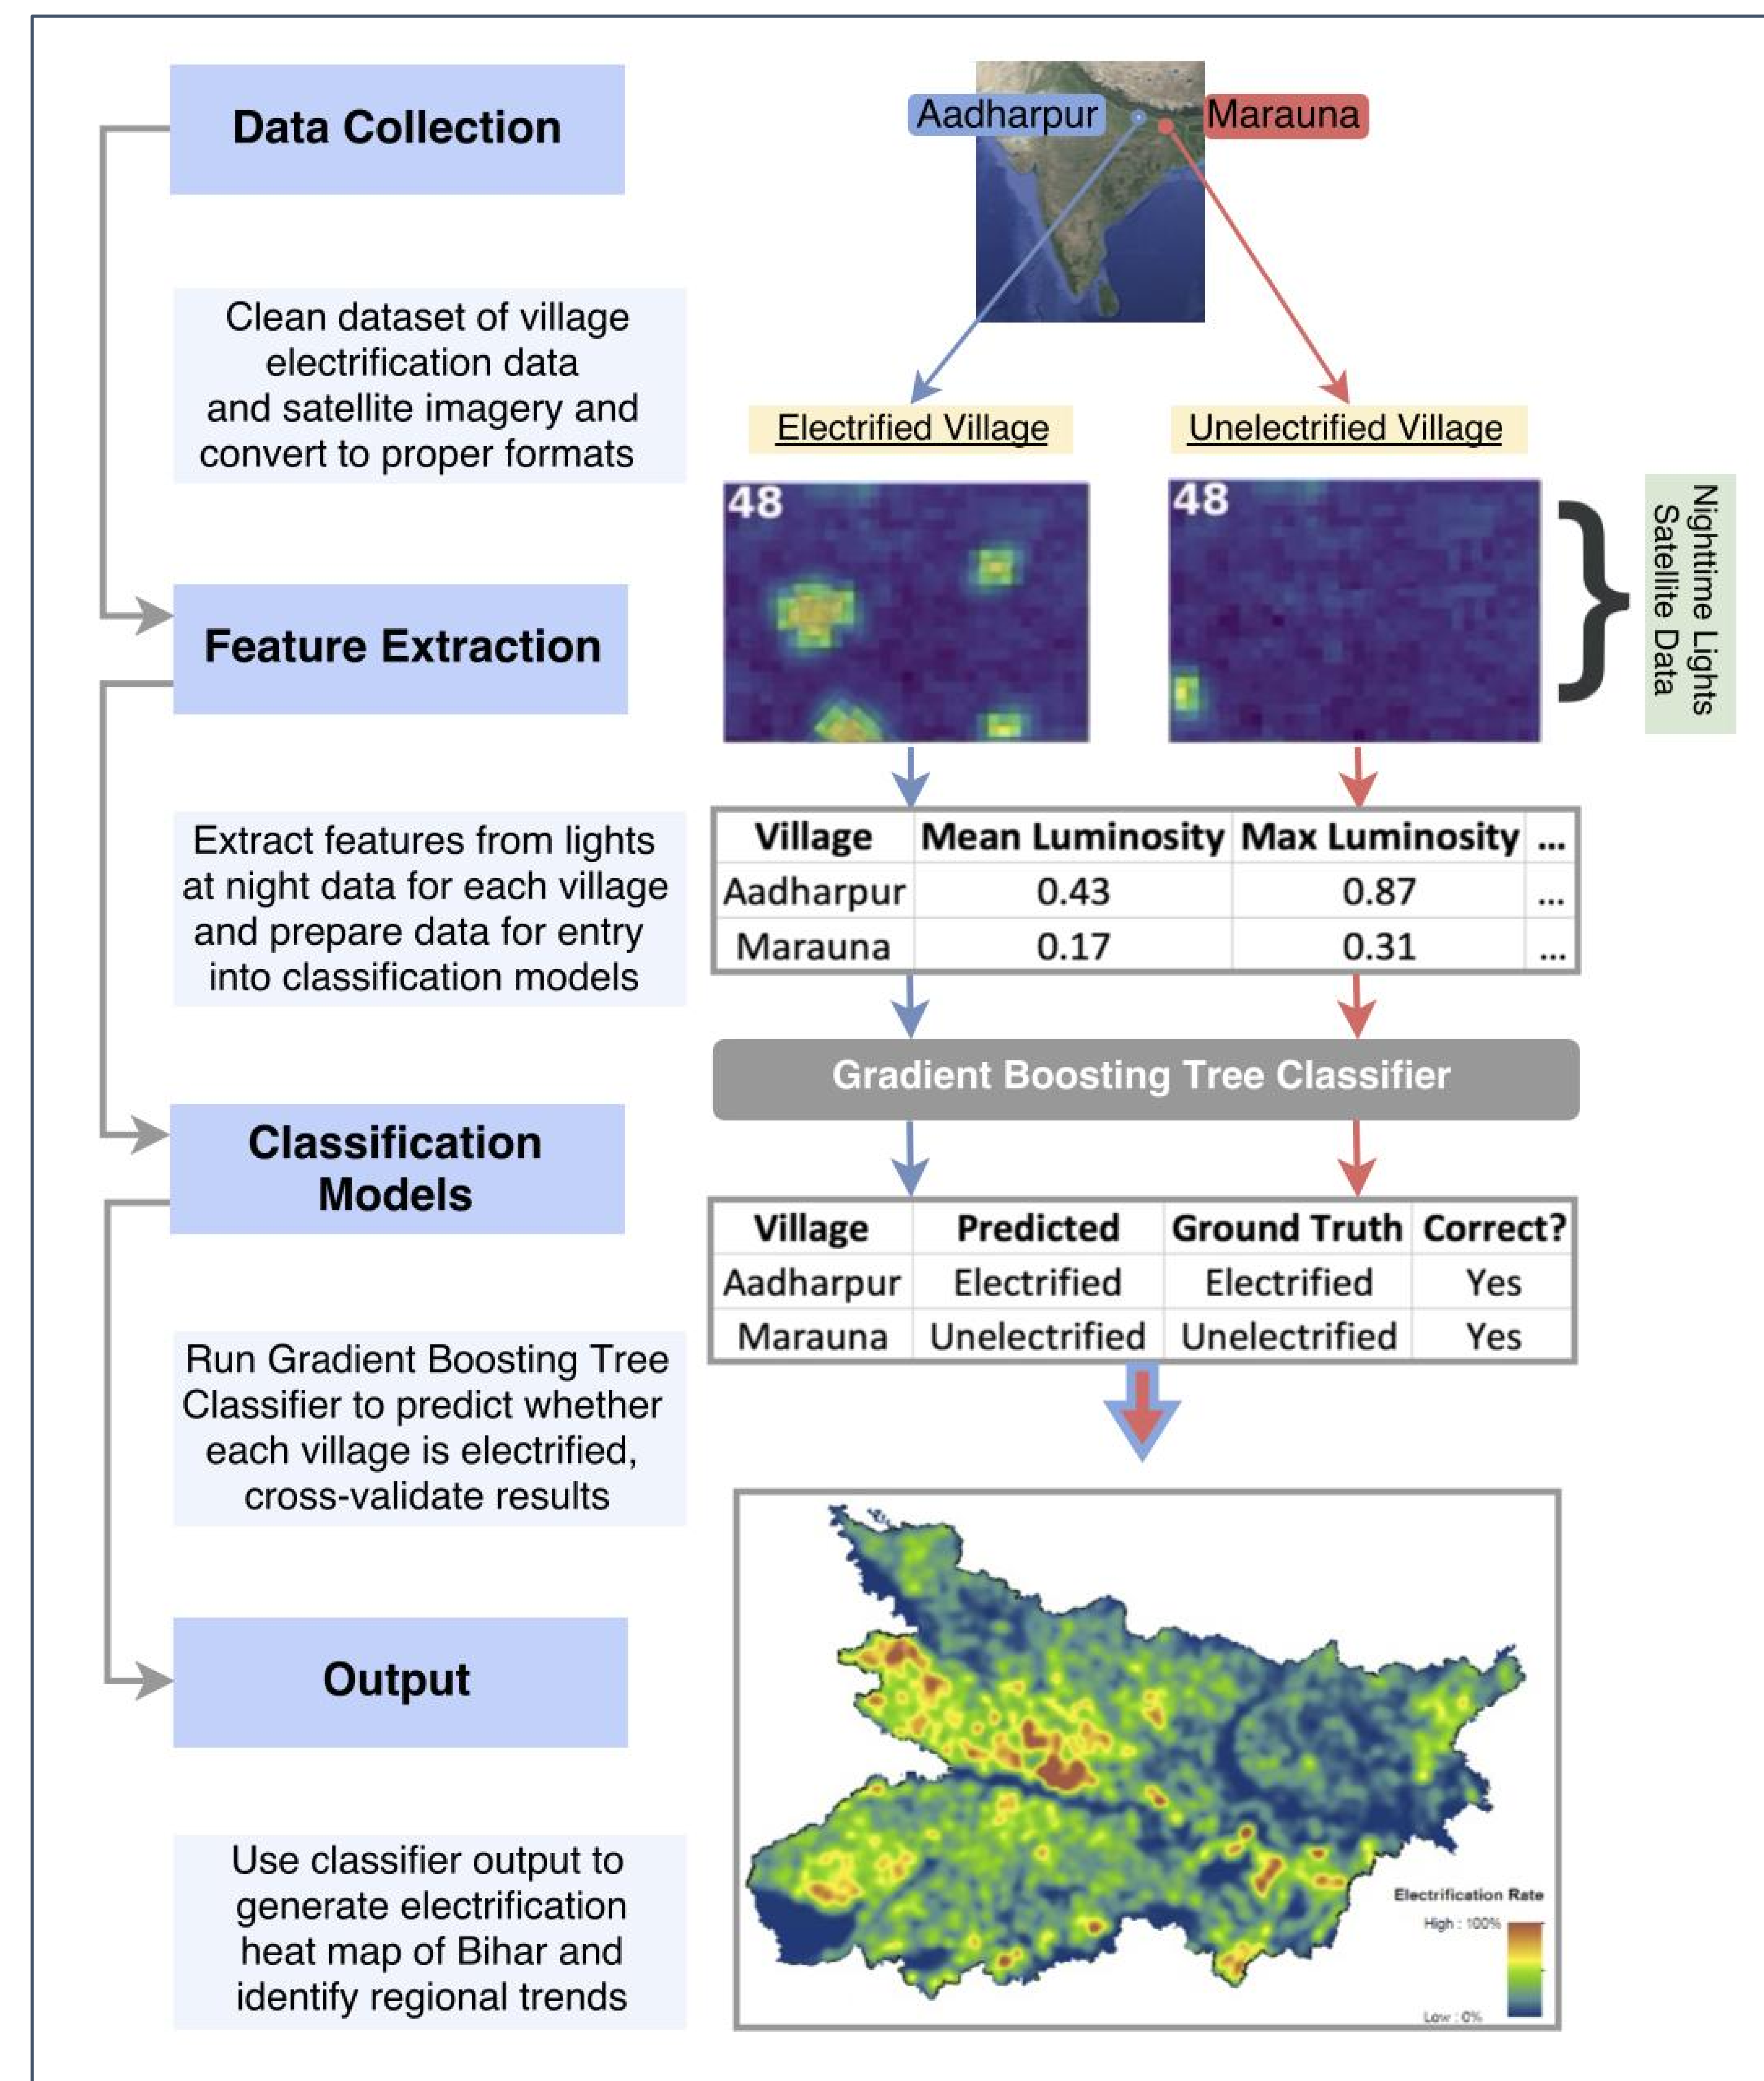 Data Collection
Clean dataset of village
electrification data
and satellite imagery and
convert to proper formats
Feature Extraction
Extract features from lights
at night data for each village
and prepare data for entry
into classification models
Classification
Models
Run Gradient Boosting Tree
Classifier to predict whether
each village is electrified,
cross-validate results
Output
Use classifier output to
generate electrification
heat map of Bihar and
identify regional trends
Aadharpur
Marauna
Electrified Village
Unelectrified Village
48
48
Nighttime Lights
Satellite Data
Village Mean Luminosity Max Luminosity ...
Aadharpur 0.43 0.87 ...
Marauna 0.17 0.31 ...
Gradient Boosting Tree Classifier
Village Predicted Ground Truth Correct?
Aadharpur Electrified Electrified Yes
Marauna Unelectrified Unelectrified Yes
Electrification Rate
High : 100%
Low : 0%